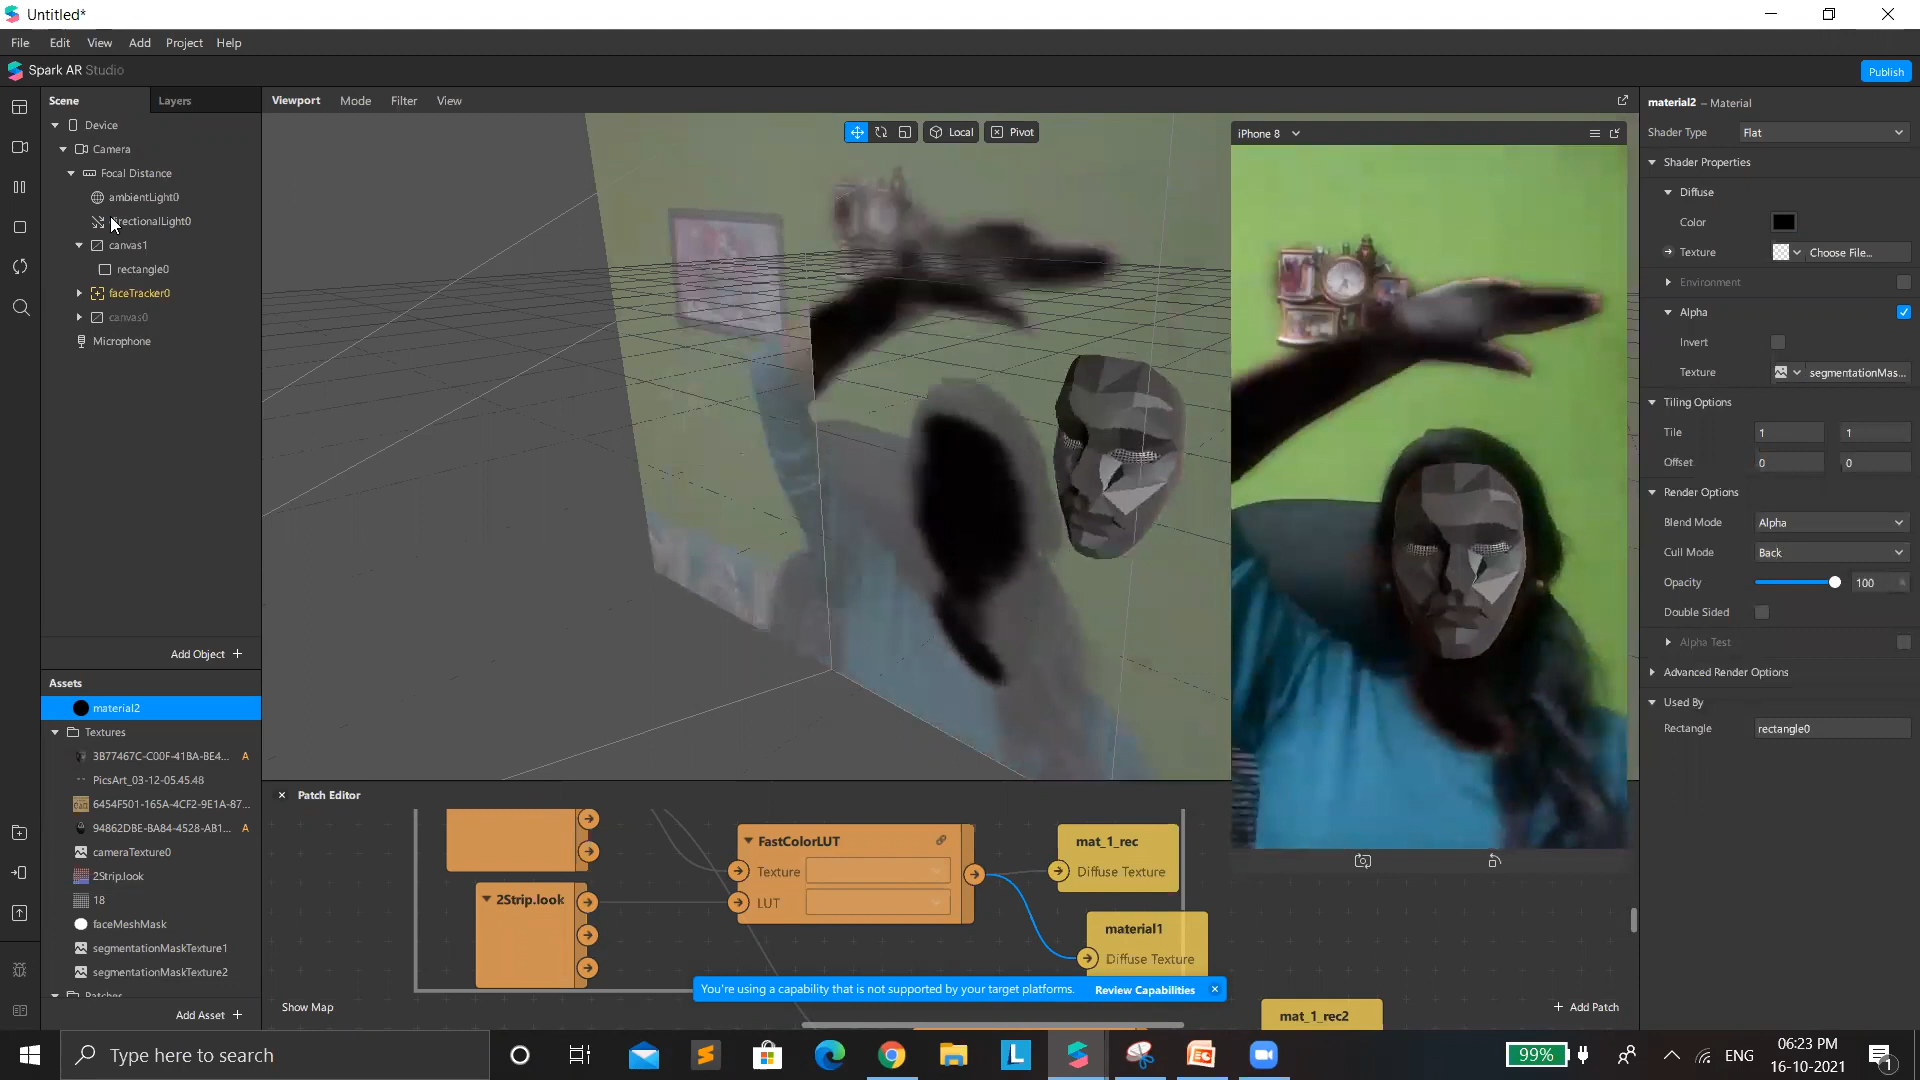 Untitled*
File Edit View Add Project Help
Spark AR Studio
Publish
Scene Layers
Device
Camera
Focal Distance
ambientLight0
directionalLight0
canvas1
rectangle0
faceTracker0
canvas0
Microphone
Add Object +
Assets
material2
Textures
3B77467C-C00F-41BA-BE4... A
PicsArt_03-12-05.45.48
6454F501-165A-4CF2-9E1A-87...
94862DBE-BA84-4528-AB1... A
cameraTexture0
2Strip.look
18
faceMeshMask
segmentationMaskTexture1
segmentationMaskTexture2
Patches
Add Asset +
Viewport Mode Filter View
Local Pivot
iPhone 8
Patch Editor
FastColorLUT
Texture
LUT
2Strip.look
mat_1_rec
Diffuse Texture
material1
Diffuse Texture
mat_1_rec2
You're using a capability that is not supported by your target platforms. Review Capabilities
Show Map
+ Add Patch
material2 – Material
Shader Type Flat
Shader Properties
Diffuse
Color
Texture Choose File...
Environment
Alpha
Invert
Texture segmentationMas...
Tiling Options
Tile 1 1
Offset 0 0
Render Options
Blend Mode Alpha
Cull Mode Back
Opacity 100 %
Double Sided
Alpha Test
Advanced Render Options
Used By
Rectangle rectangle0
Type here to search
99%
ENG
06:23 PM
16-10-2021
1